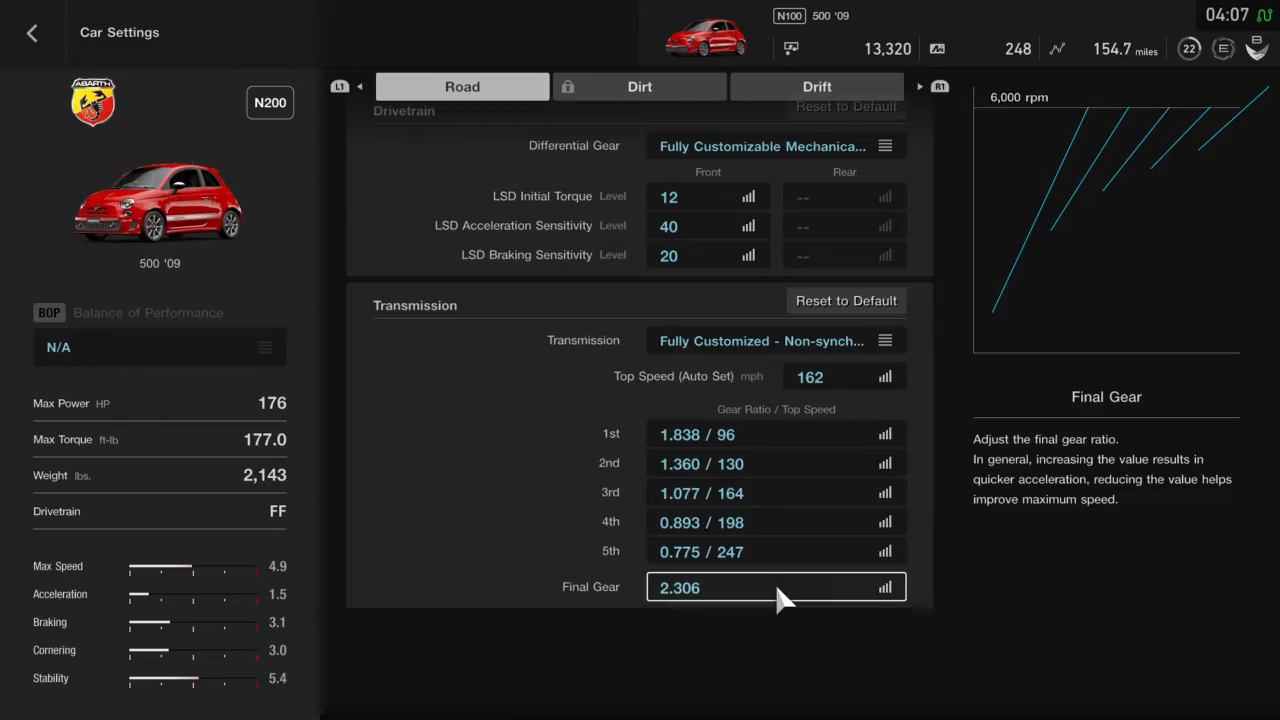 04:07
Car Settings
N100 500 '09
13,320 248 154.7 miles 22 E B
ABARTH
N200
500 '09
BOP Balance of Performance
N/A
Max Power HP 176
Max Torque ft-lb 177.0
Weight lbs. 2,143
Drivetrain FF
Max Speed 4.9
Acceleration 1.5
Braking 3.1
Cornering 3.0
Stability 5.4
L1 Road Dirt Drift R1
Drivetrain Reset to Default
Differential Gear Fully Customizable Mechanica...
Front Rear
LSD Initial Torque Level 12 --
LSD Acceleration Sensitivity Level 40 --
LSD Braking Sensitivity Level 20 --
Transmission Reset to Default
Transmission Fully Customized - Non-synch...
Top Speed (Auto Set) mph 162
Gear Ratio / Top Speed
1st 1.838 / 96
2nd 1.360 / 130
3rd 1.077 / 164
4th 0.893 / 198
5th 0.775 / 247
Final Gear 2.306
6,000 rpm
Final Gear
Adjust the final gear ratio.
In general, increasing the value results in
quicker acceleration, reducing the value helps
improve maximum speed.